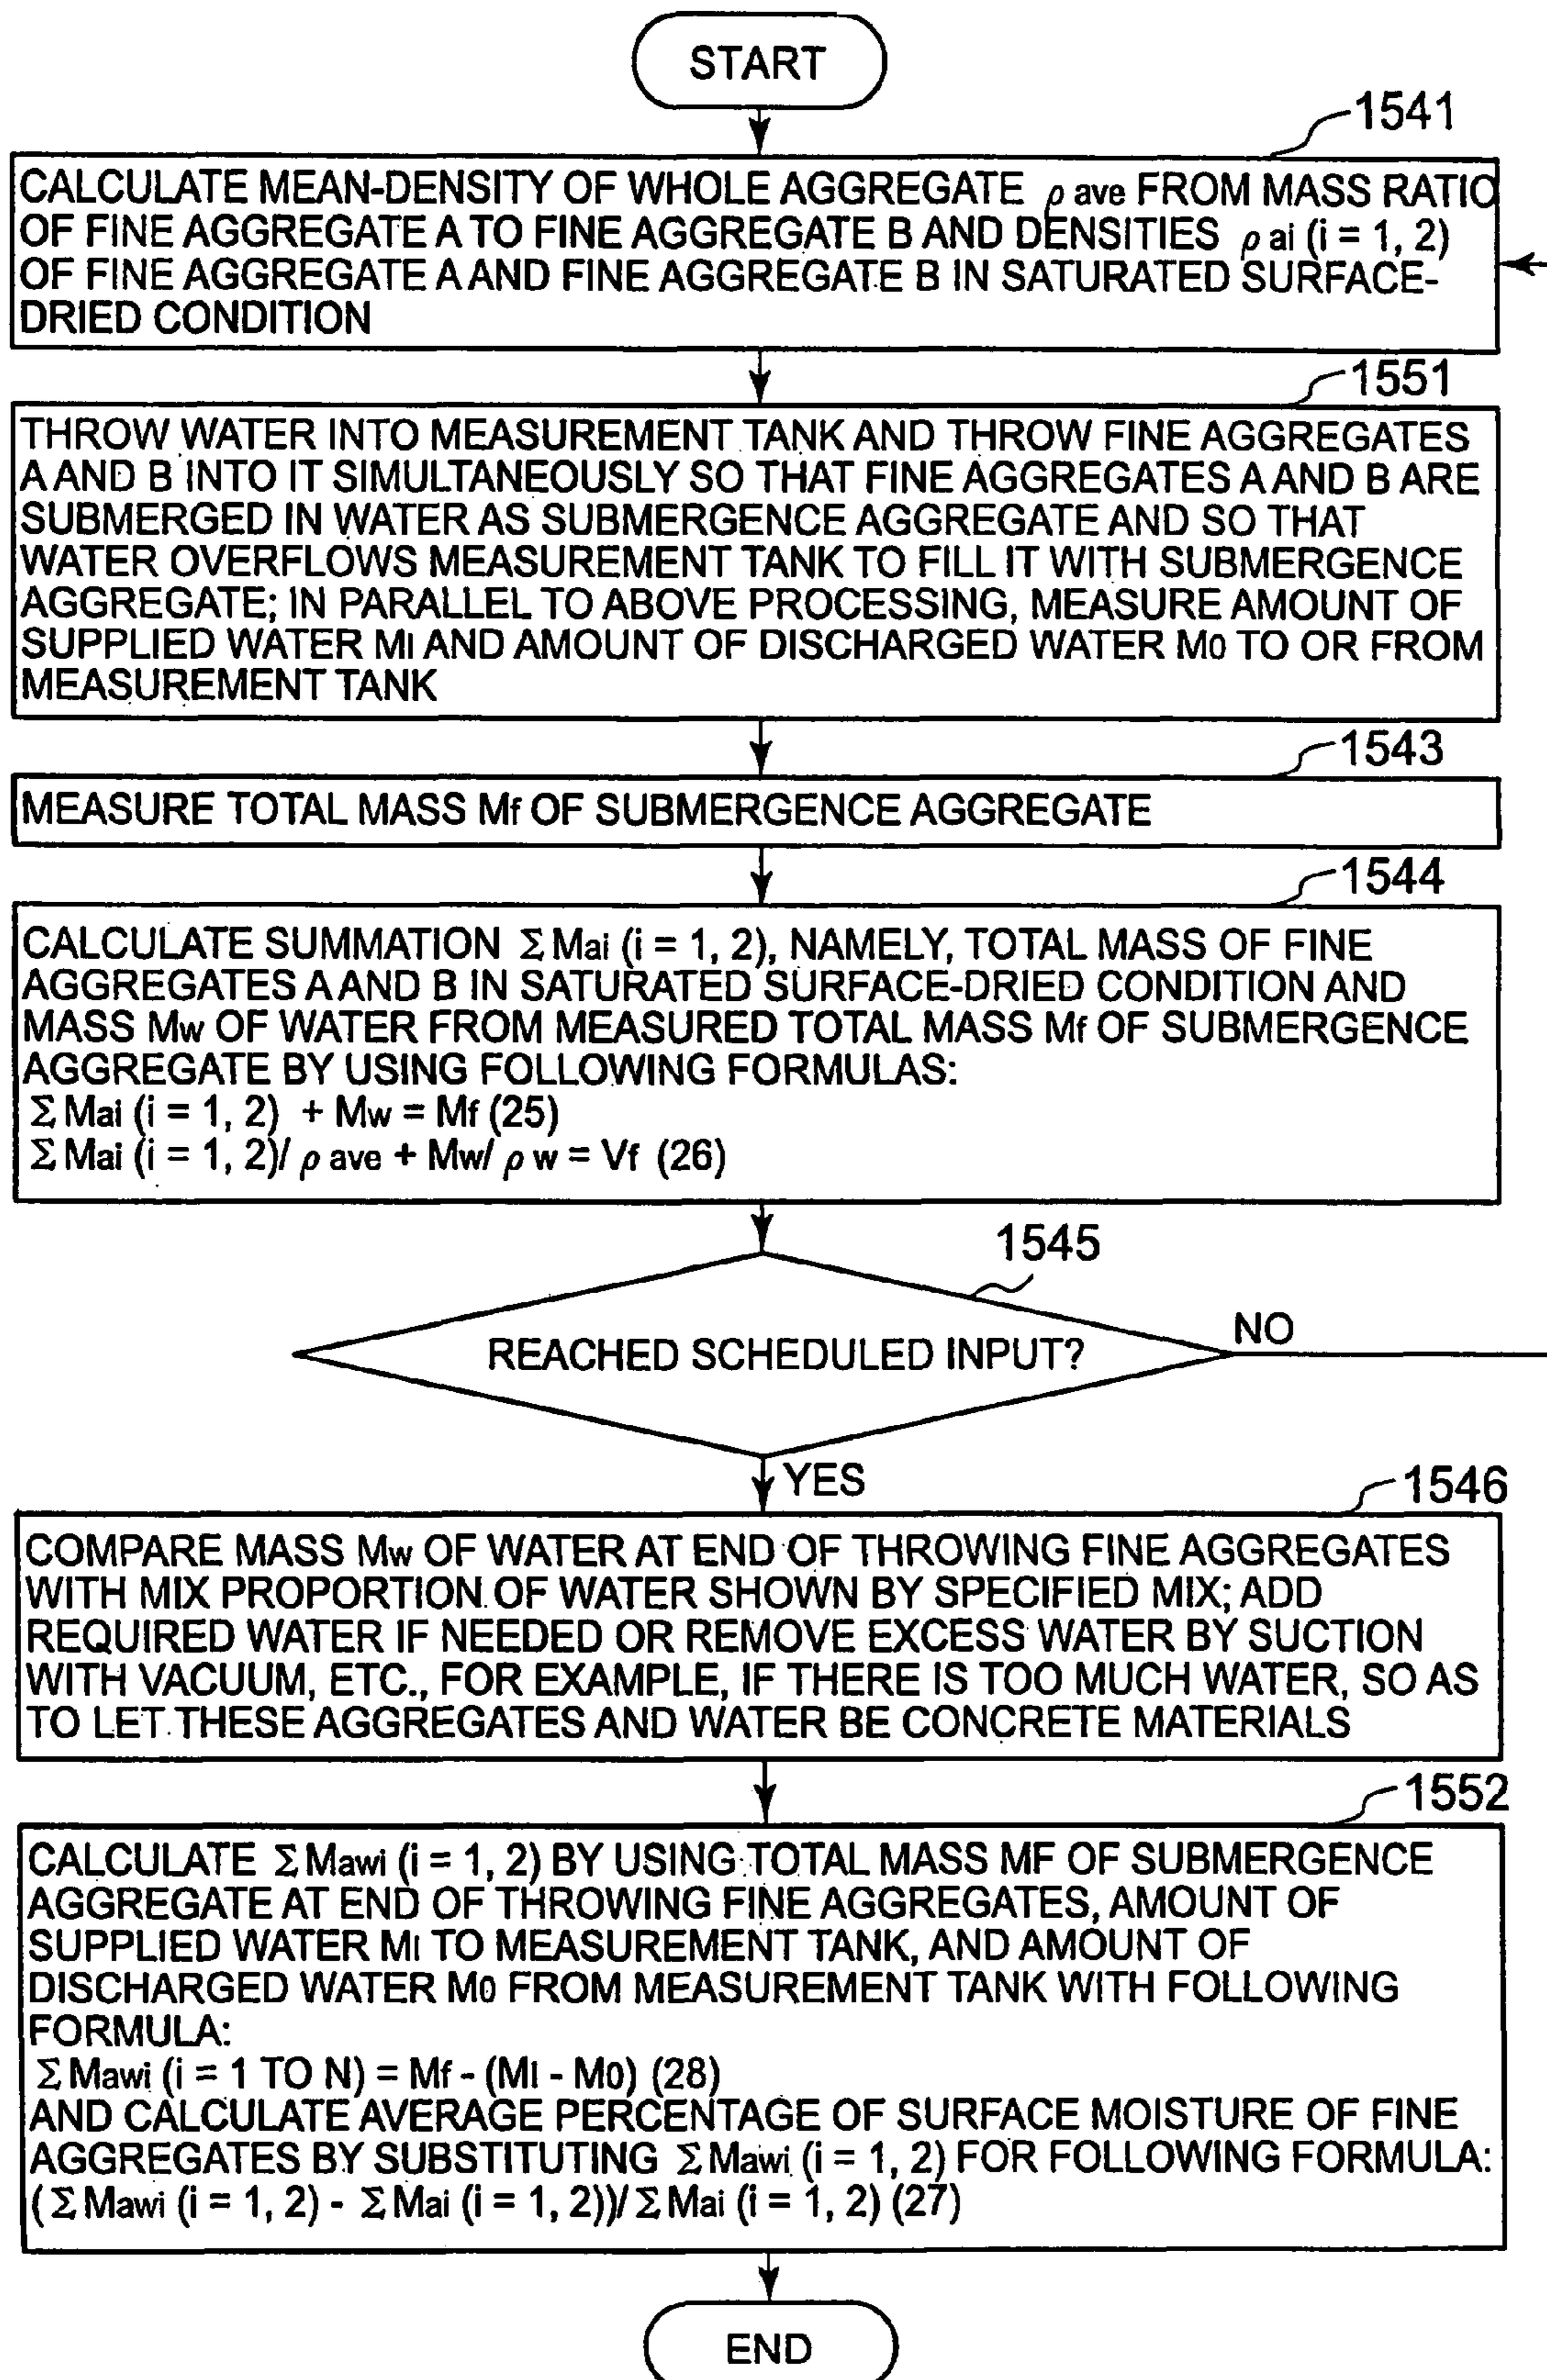 START
1541
CALCULATE MEAN-DENSITY OF WHOLE AGGREGATE ρ ave FROM MASS RATIO
OF FINE AGGREGATE A TO FINE AGGREGATE B AND DENSITIES ρ ai (i = 1, 2)
OF FINE AGGREGATE A AND FINE AGGREGATE B IN SATURATED SURFACE-
DRIED CONDITION
1551
THROW WATER INTO MEASUREMENT TANK AND THROW FINE AGGREGATES
A AND B INTO IT SIMULTANEOUSLY SO THAT FINE AGGREGATES A AND B ARE
SUBMERGED IN WATER AS SUBMERGENCE AGGREGATE AND SO THAT
WATER OVERFLOWS MEASUREMENT TANK TO FILL IT WITH SUBMERGENCE
AGGREGATE; IN PARALLEL TO ABOVE PROCESSING, MEASURE AMOUNT OF
SUPPLIED WATER MI AND AMOUNT OF DISCHARGED WATER M0 TO OR FROM
MEASUREMENT TANK
1543
MEASURE TOTAL MASS Mf OF SUBMERGENCE AGGREGATE
1544
CALCULATE SUMMATION Σ Mai (i = 1, 2), NAMELY, TOTAL MASS OF FINE
AGGREGATES A AND B IN SATURATED SURFACE-DRIED CONDITION AND
MASS Mw OF WATER FROM MEASURED TOTAL MASS Mf OF SUBMERGENCE
AGGREGATE BY USING FOLLOWING FORMULAS:
Σ Mai (i = 1, 2) + Mw = Mf (25)
Σ Mai (i = 1, 2)/ ρ ave + Mw/ ρ w = Vf (26)
1545
REACHED SCHEDULED INPUT?
NO
YES
1546
COMPARE MASS Mw OF WATER AT END OF THROWING FINE AGGREGATES
WITH MIX PROPORTION OF WATER SHOWN BY SPECIFIED MIX; ADD
REQUIRED WATER IF NEEDED OR REMOVE EXCESS WATER BY SUCTION
WITH VACUUM, ETC., FOR EXAMPLE, IF THERE IS TOO MUCH WATER, SO AS
TO LET THESE AGGREGATES AND WATER BE CONCRETE MATERIALS
1552
CALCULATE Σ Mawi (i = 1, 2) BY USING TOTAL MASS MF OF SUBMERGENCE
AGGREGATE AT END OF THROWING FINE AGGREGATES, AMOUNT OF
SUPPLIED WATER MI TO MEASUREMENT TANK, AND AMOUNT OF
DISCHARGED WATER M0 FROM MEASUREMENT TANK WITH FOLLOWING
FORMULA:
Σ Mawi (i = 1 TO N) = Mf - (MI - M0) (28)
AND CALCULATE AVERAGE PERCENTAGE OF SURFACE MOISTURE OF FINE
AGGREGATES BY SUBSTITUTING Σ Mawi (i = 1, 2) FOR FOLLOWING FORMULA:
(Σ Mawi (i = 1, 2) - Σ Mai (i = 1, 2))/ Σ Mai (i = 1, 2) (27)
END